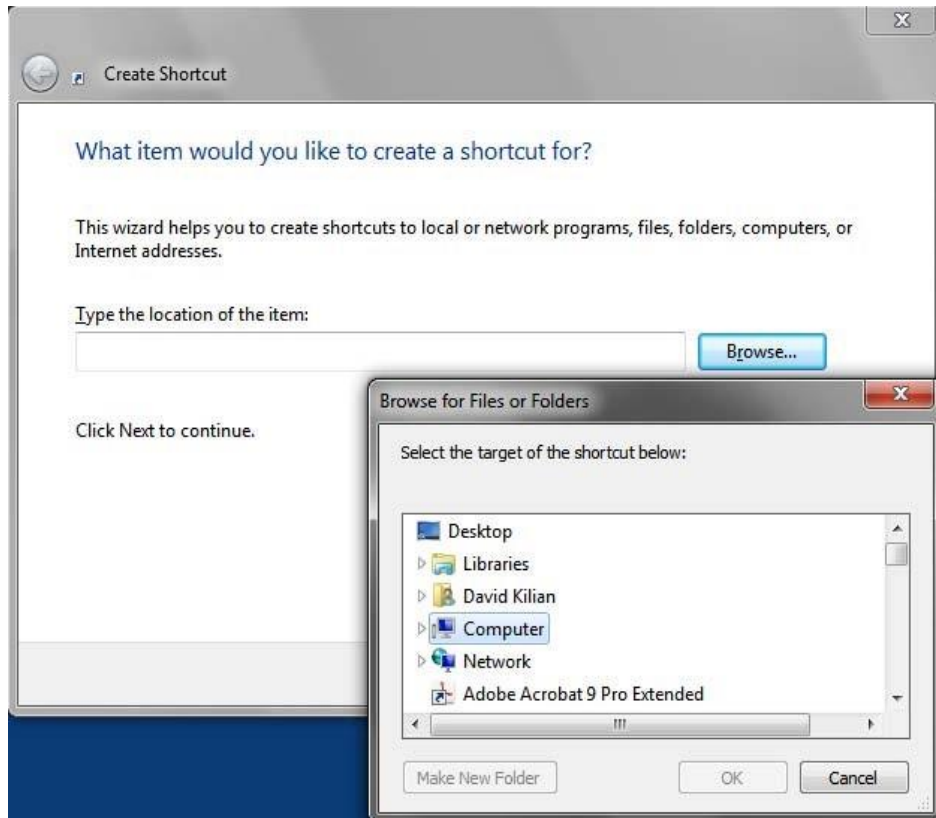 Create Shortcut
What item would you like to create a shortcut for?
This wizard helps you to create shortcuts to local or network programs, files, folders, computers, or
Internet addresses.
Type the location of the item:
Browse...
Click Next to continue.
Browse for Files or Folders
Select the target of the shortcut below:
Desktop
Libraries
David Kilian
Computer
Network
Adobe Acrobat 9 Pro Extended
Make New Folder
OK
Cancel